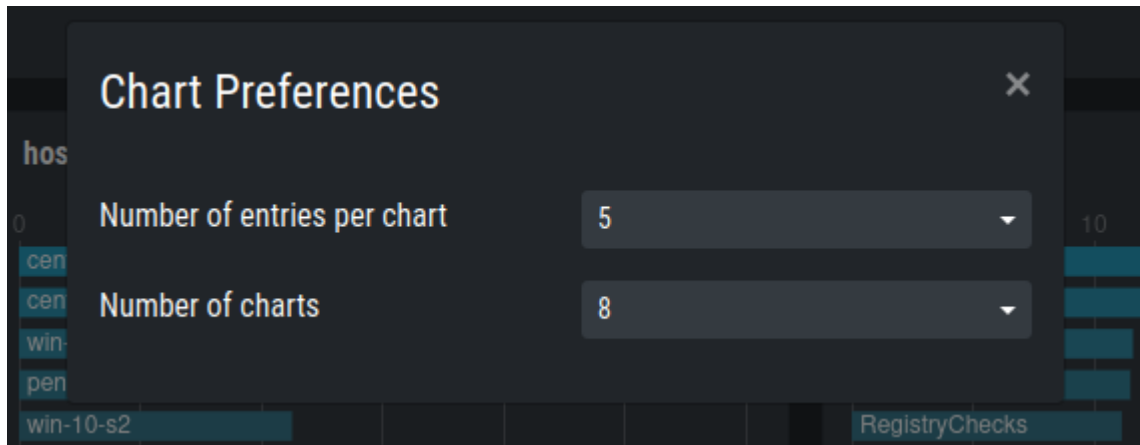 Chart Preferences ×
hos
Number of entries per chart 5
0 10
cen
cen
Number of charts 8
win-
pen
win-10-s2 RegistryChecks